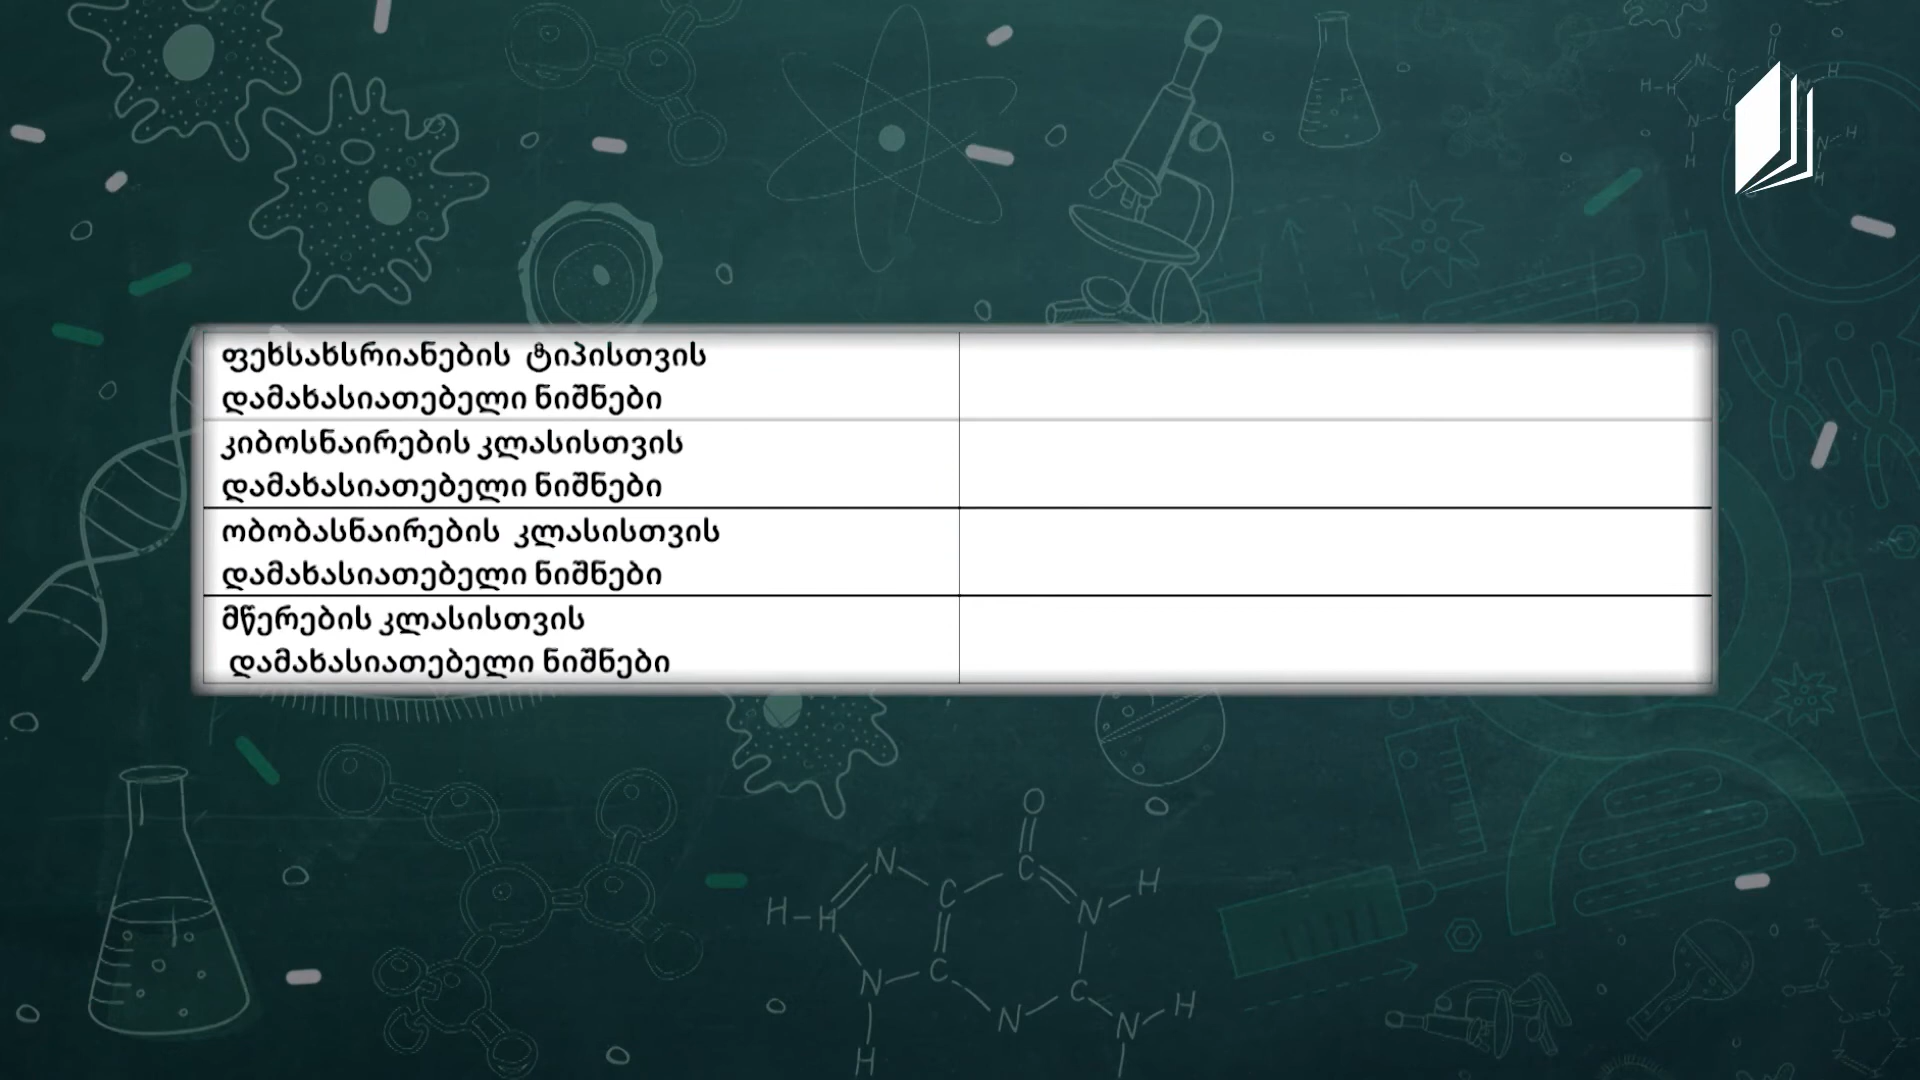 ფეხსახსრიანების ტიპისთვის
დამახასიათებელი ნიშნები
კიბოსნაირების კლასისთვის
დამახასიათებელი ნიშნები
ობობასნაირების კლასისთვის
დამახასიათებელი ნიშნები
მწერების კლასისთვის
დამახასიათებელი ნიშნები
O
N C C H
H-H N
N C C
N N H
H